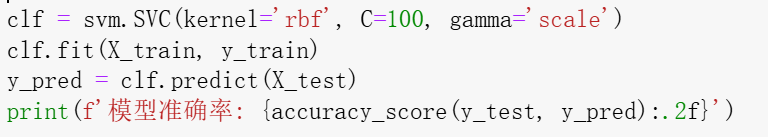 clf = svm.SVC(kernel='rbf', C=100, gamma='scale')
clf.fit(X_train, y_train)
y_pred = clf.predict(X_test)
print(f'模型准确率: {accuracy_score(y_test, y_pred):.2f}')